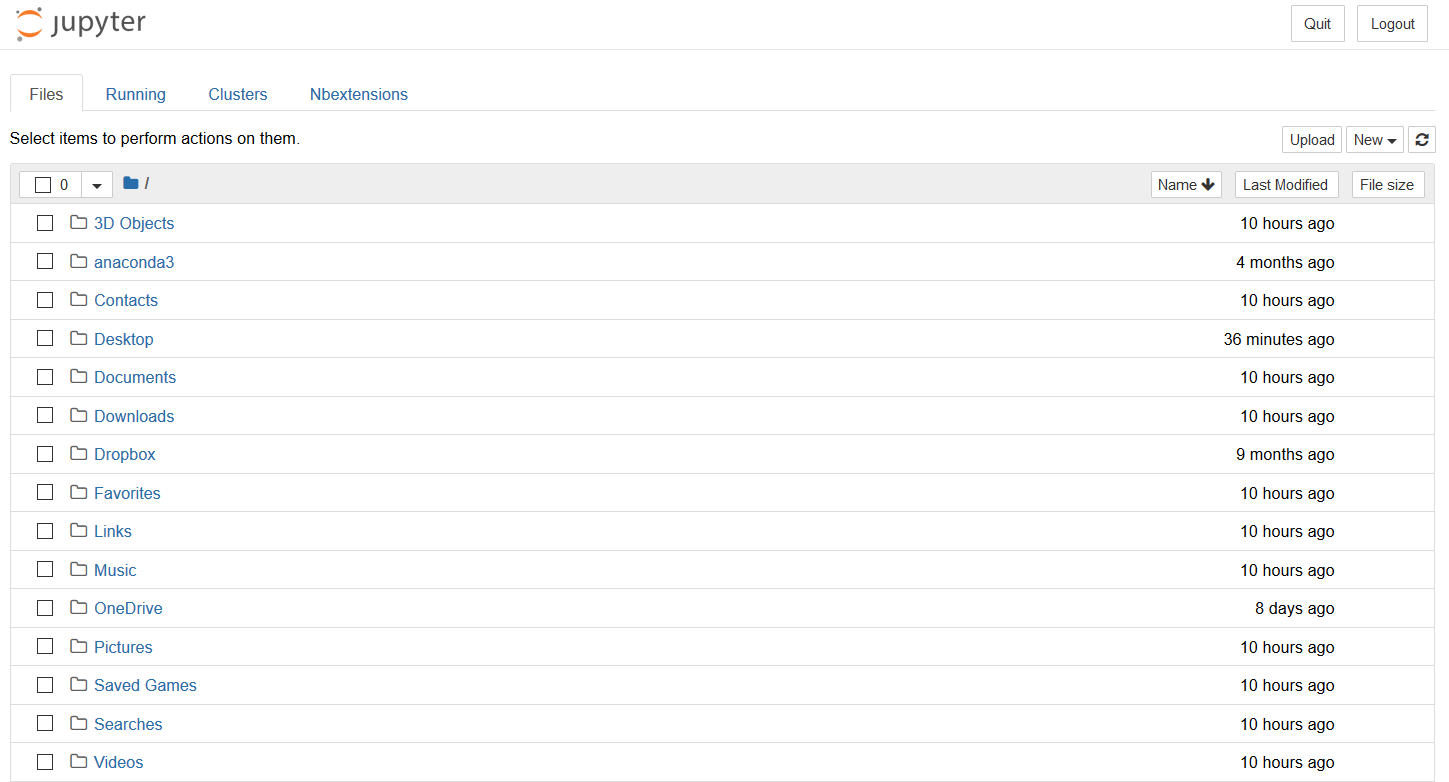 jupyter Quit Logout
Files Running Clusters Nbextensions
Select items to perform actions on them. Upload New
0 / Name Last Modified File size
3D Objects 10 hours ago
anaconda3 4 months ago
Contacts 10 hours ago
Desktop 36 minutes ago
Documents 10 hours ago
Downloads 10 hours ago
Dropbox 9 months ago
Favorites 10 hours ago
Links 10 hours ago
Music 10 hours ago
OneDrive 8 days ago
Pictures 10 hours ago
Saved Games 10 hours ago
Searches 10 hours ago
Videos 10 hours ago